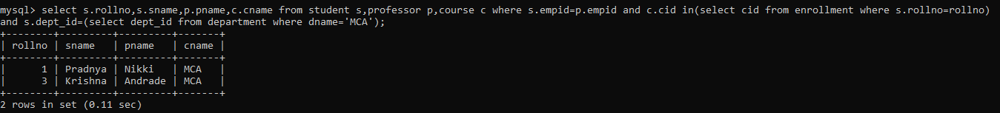 mysql> select s.rollno,s.sname,p.pname,c.cname from student s,professor p,course c where s.empid=p.empid and c.cid in(select cid from enrollment where s.rollno=rollno)
and s.dept_id=(select dept_id from department where dname='MCA');
+--------+---------+---------+-------+
| rollno | sname   | pname   | cname |
+--------+---------+---------+-------+
|      1 | Pradnya | Nikki   | MCA   |
|      3 | Krishna | Andrade | MCA   |
+--------+---------+---------+-------+
2 rows in set (0.11 sec)